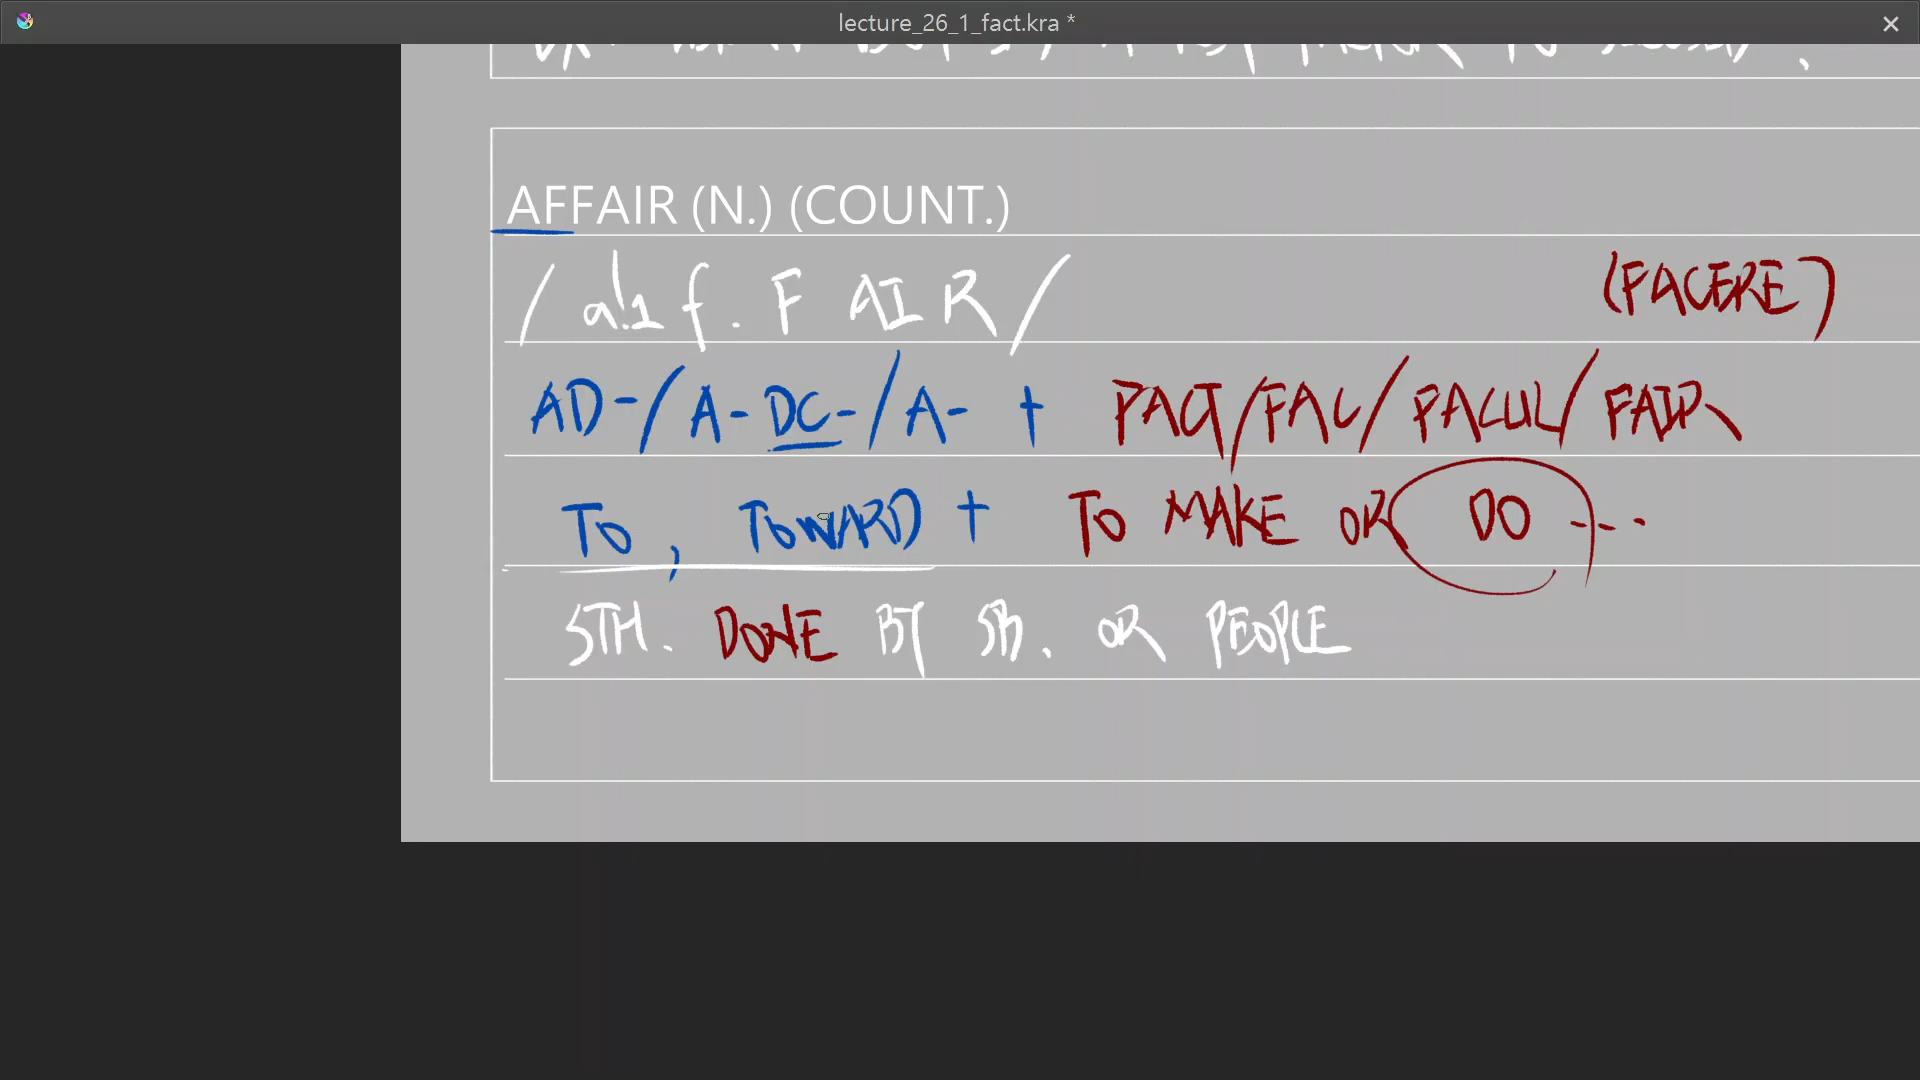 lecture_26_1_fact.kra *
AFFAIR (N.) (COUNT.)
/ a!1 f. F AIR /
(FACERE)
AD-/A-DC-/A- + FACT/FAC/FACUL/FAIR
TO, TOWARD + TO MAKE OR DO ---
STH. DONE BY SB. OR PEOPLE